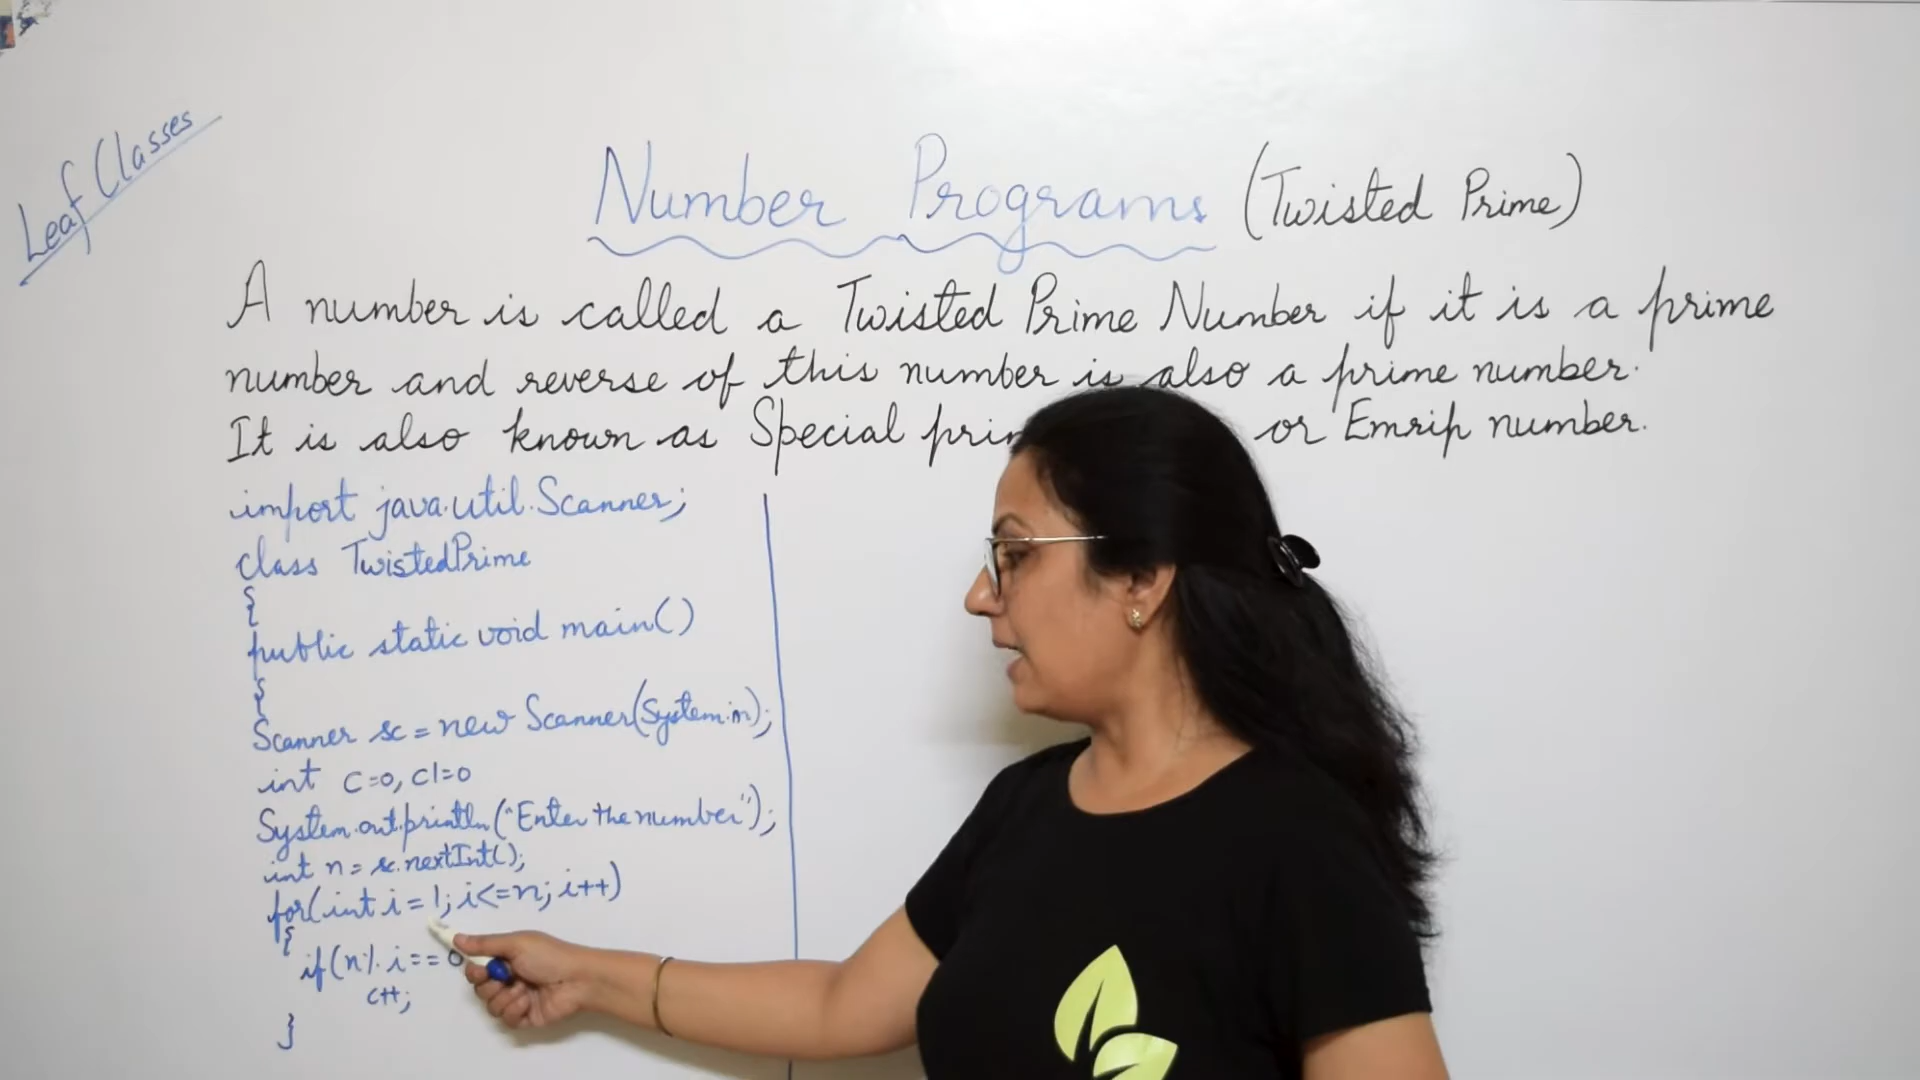 Leaf Classes
Number Programs (Twisted Prime)
A number is called a Twisted Prime Number if it is a prime
number and reverse of this number is also a prime number.
It is also known as Special or Emrip number.
import java.util.Scanner;
class TwistedPrime
{
public static void main()
{
Scanner sc = new Scanner(System.in);
int c=0, c1=0
System.out.println("Enter the number");
int n = sc.nextInt();
for(int i = 1; i<=n; i++)
{
if(n % i == 0
c++;
}